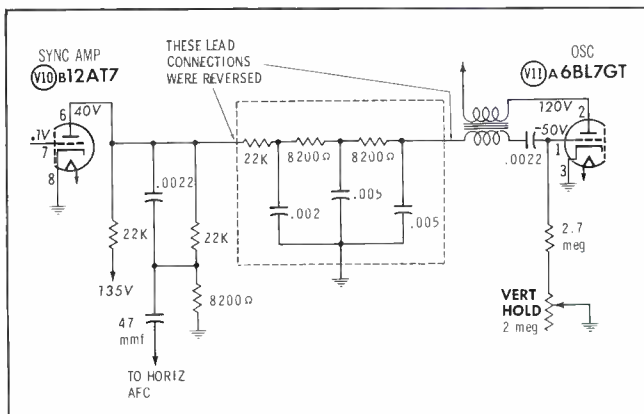 SYNC AMP
V10 B 12AT7
THESE LEAD
CONNECTIONS
WERE REVERSED
OSC
V11 A 6BL7GT
6
40V
.1V
7
8
120V
2
-50V
1
3
.0022
22K
8200Ω
8200Ω
.0022
22K
22K
.002
.005
.005
2.7
meg
135V
8200Ω
VERT
HOLD
2 meg
47
mmf
TO HORIZ
AFC